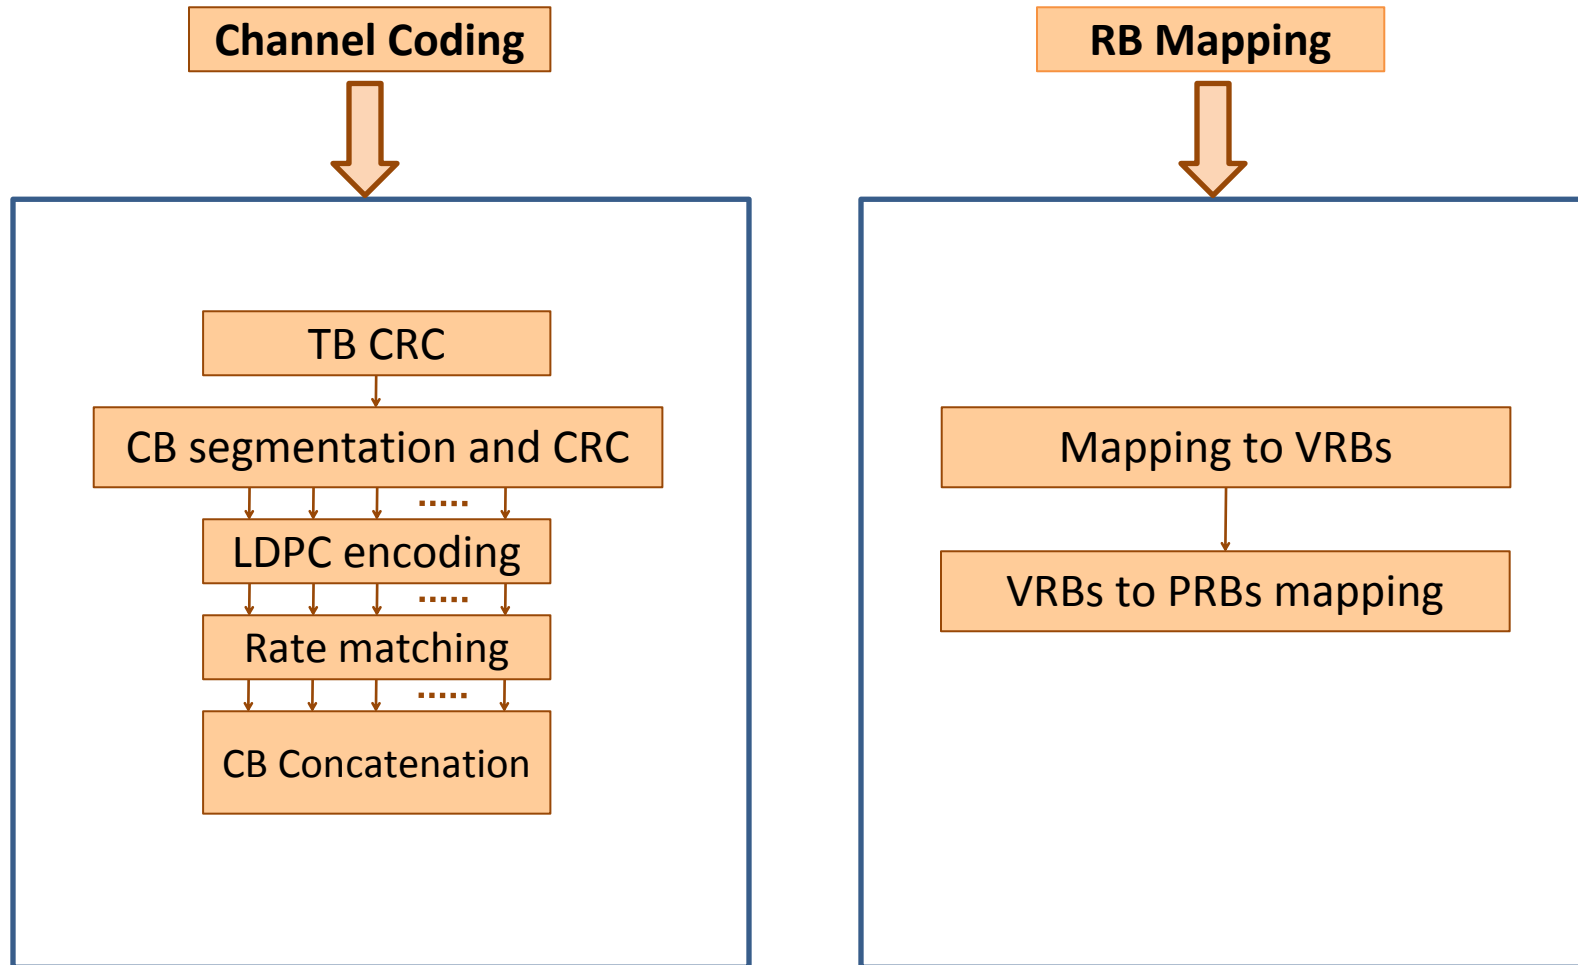 Channel Coding
TB CRC
CB segmentation and CRC
.....
LDPC encoding
.....
Rate matching
.....
CB Concatenation
RB Mapping
Mapping to VRBs
VRBs to PRBs mapping